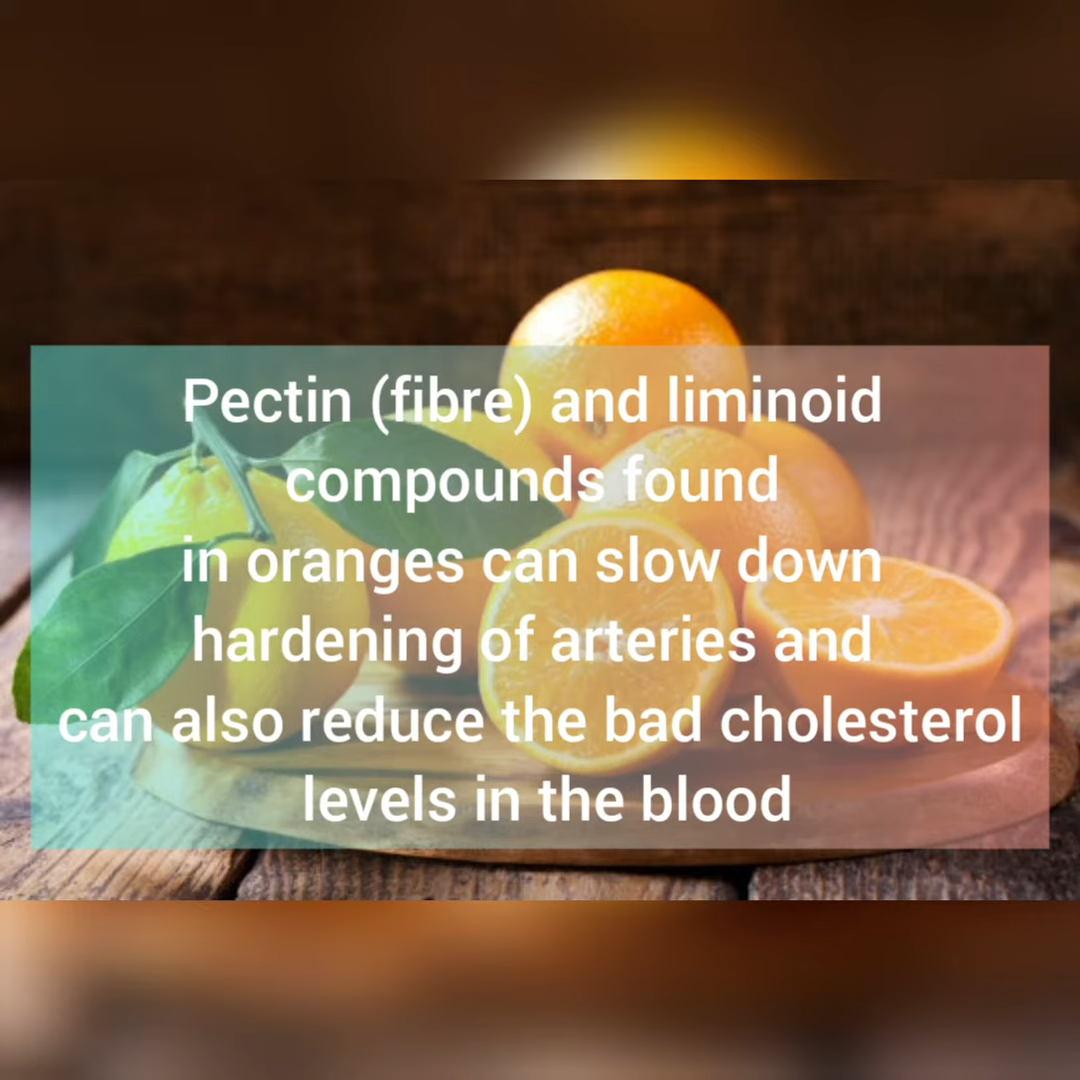 Pectin (fibre) and liminoid
compounds found
in oranges can slow down
hardening of arteries and
can also reduce the bad cholesterol
levels in the blood